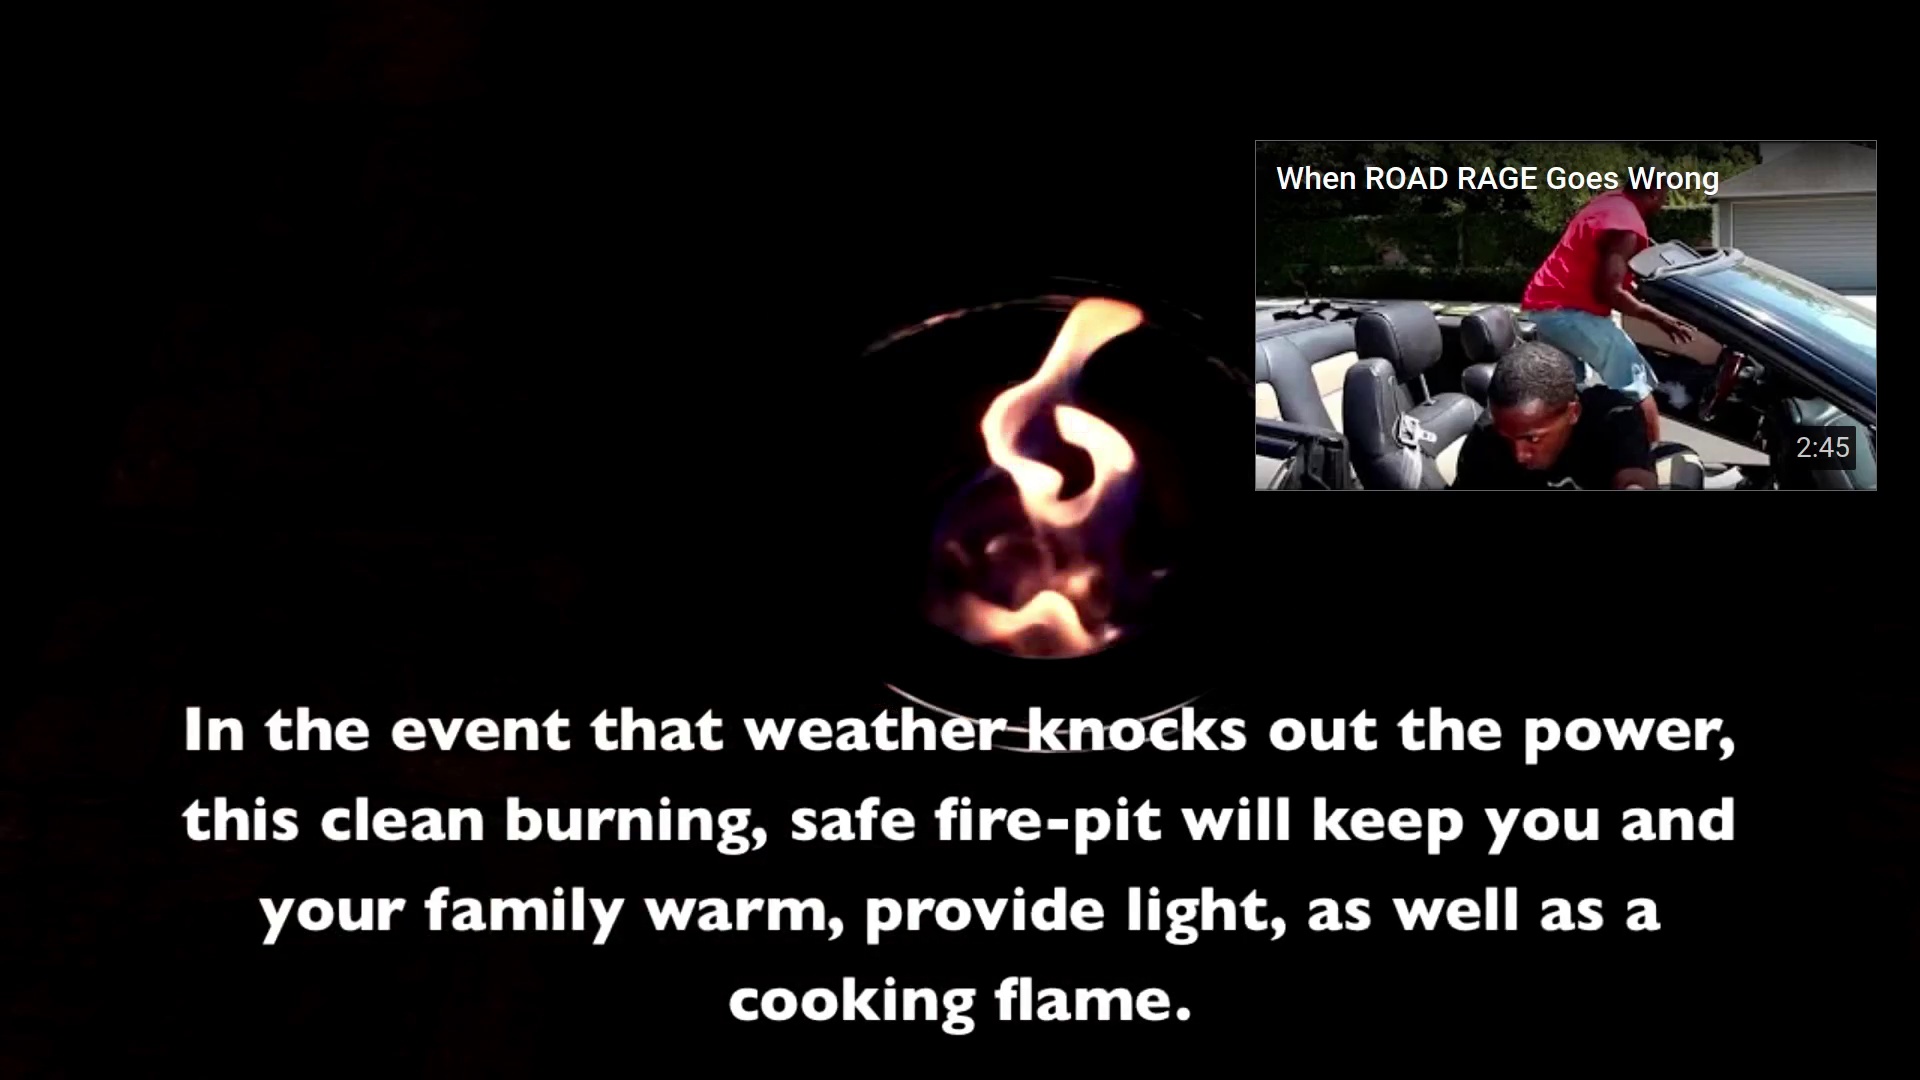 When ROAD RAGE Goes Wrong
2:45
In the event that weather knocks out the power,
this clean burning, safe fire-pit will keep you and
your family warm, provide light, as well as a
cooking flame.